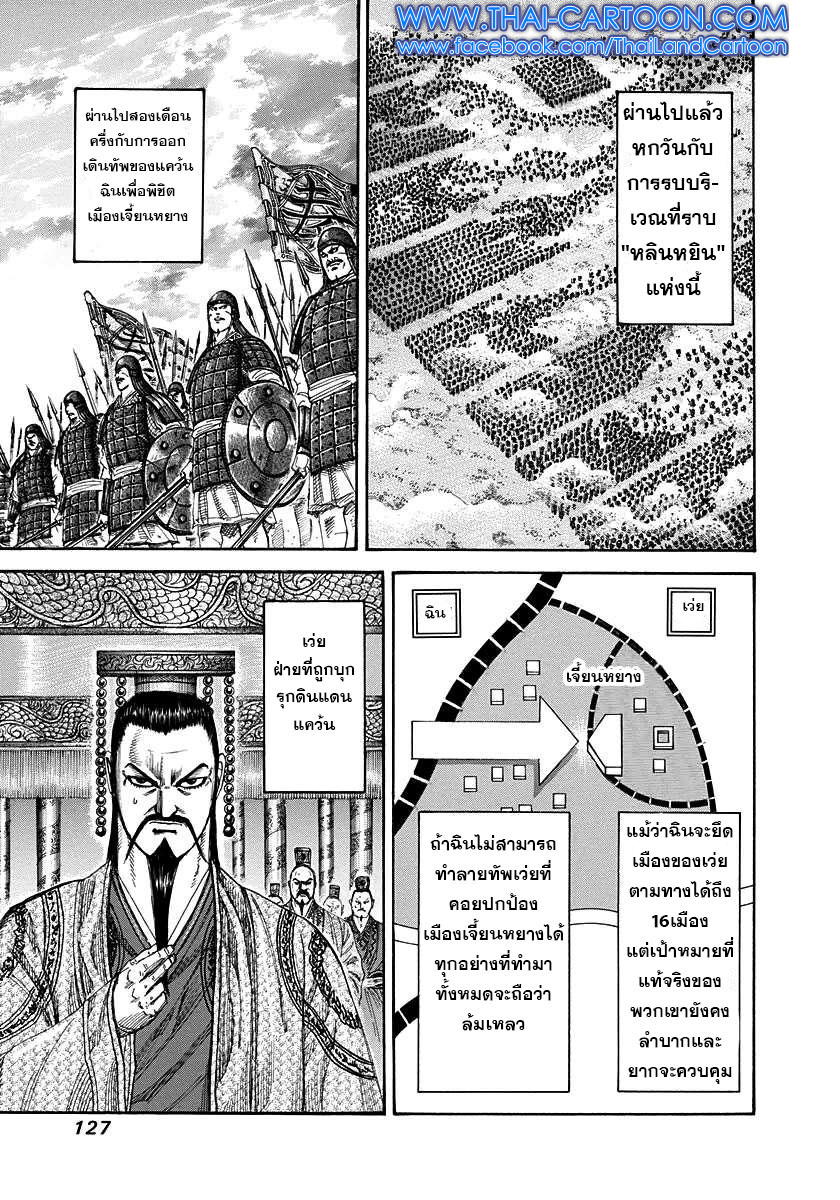 WWW.THAI-CARTOON.COM
www.facebook.com/ThaiLandCartoon
ผ่านไปแล้ว
หกวันกับ
การรบบริ-
เวณที่ราบ
"หลินหยิน"
แห่งนี้
ผ่านไปสองเดือน
ครึ่งกับการออก
เดินทัพของแคว้น
ฉินเพื่อพิชิต
เมืองเจี้ยนหยาง
เว่ย
ฉิน
เจี้ยนหยาง
แม้ว่าฉินจะยึด
เมืองของเว่ย
ตามทางได้ถึง
16เมือง
แต่เป้าหมายที่
แท้จริงของ
พวกเขายังคง
ลำบากและ
ยากจะควบคุม
ถ้าฉินไม่สามารถ
ทำลายทัพเว่ยที่
คอยปกป้อง
เมืองเจี้ยนหยางได้
ทุกอย่างที่ทำมา
ทั้งหมดจะถือว่า
ล้มเหลว
เว่ย
ฝ่ายที่ถูกบุก
รุกดินแดน
แคว้น
127